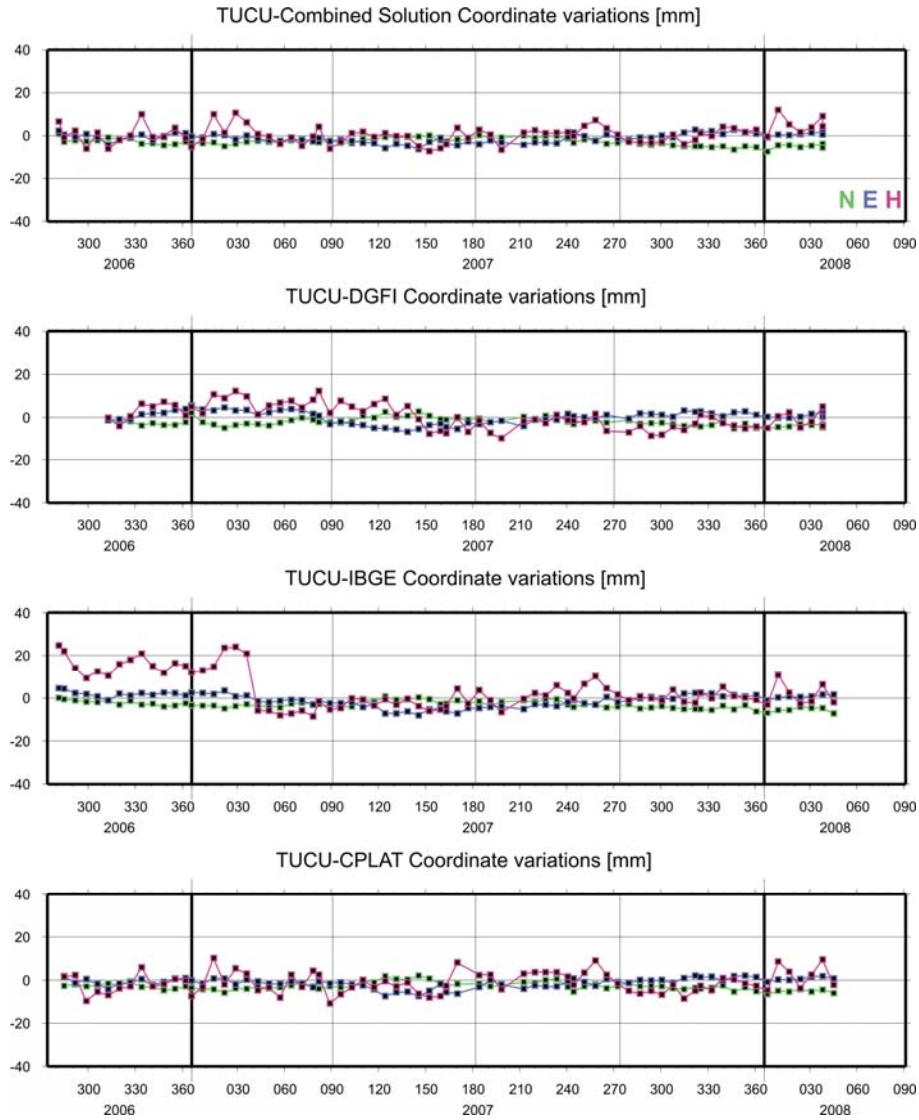 TUCU-Combined Solution Coordinate variations [mm]
40
20
0
-20
-40
N E H
300 330 360 030 060 090 120 150 180 210 240 270 300 330 360 030 060 090
2006 2007 2008
TUCU-DGFI Coordinate variations [mm]
40
20
0
-20
-40
300 330 360 030 060 090 120 150 180 210 240 270 300 330 360 030 060 090
2006 2007 2008
TUCU-IBGE Coordinate variations [mm]
40
20
0
-20
-40
300 330 360 030 060 090 120 150 180 210 240 270 300 330 360 030 060 090
2006 2007 2008
TUCU-CPLAT Coordinate variations [mm]
40
20
0
-20
-40
300 330 360 030 060 090 120 150 180 210 240 270 300 330 360 030 060 090
2006 2007 2008